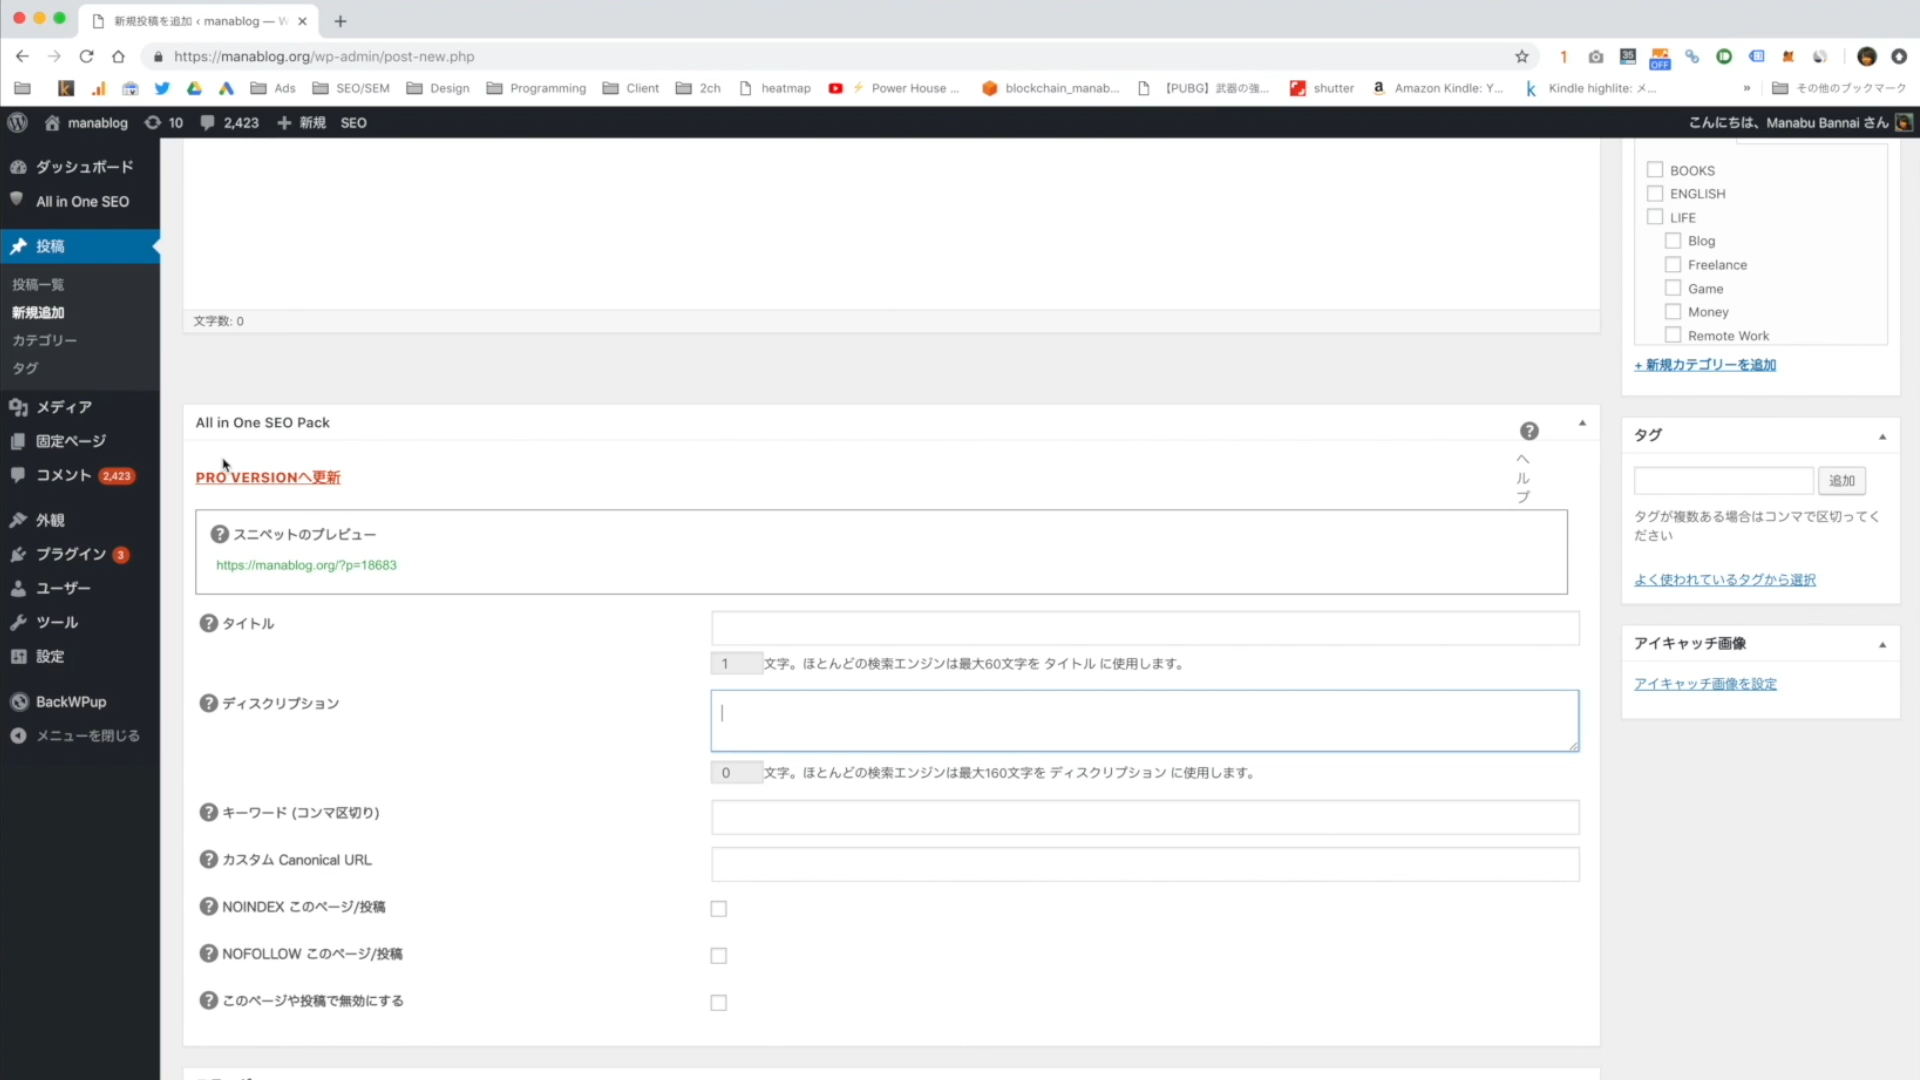 新規投稿を追加 ‹ manablog — W
https://manablog.org/wp-admin/post-new.php
1
35
OFF
Ads
SEO/SEM
Design
Programming
Client
2ch
heatmap
Power House ...
blockchain_manab...
【PUBG】武器の強...
shutter
a
Amazon Kindle: Y...
k
Kindle highlite: メ...
»
その他のブックマーク
manablog
10
2,423
新規
SEO
こんにちは、Manabu Bannai さん
ダッシュボード
All in One SEO
投稿
投稿一覧
新規追加
カテゴリー
タグ
メディア
固定ページ
コメント 2,423
外観
プラグイン 3
ユーザー
ツール
設定
BackWPup
メニューを閉じる
文字数: 0
All in One SEO Pack
ヘルプ
PRO VERSIONへ更新
スニペットのプレビュー
https://manablog.org/?p=18683
タイトル
1 文字。ほとんどの検索エンジンは最大60文字を タイトル に使用します。
ディスクリプション
0 文字。ほとんどの検索エンジンは最大160文字を ディスクリプション に使用します。
キーワード (コンマ区切り)
カスタム Canonical URL
NOINDEX このページ/投稿
NOFOLLOW このページ/投稿
このページや投稿で無効にする
BOOKS
ENGLISH
LIFE
Blog
Freelance
Game
Money
Remote Work
+ 新規カテゴリーを追加
タグ
追加
タグが複数ある場合はコンマで区切ってく
ださい
よく使われているタグから選択
アイキャッチ画像
アイキャッチ画像を設定